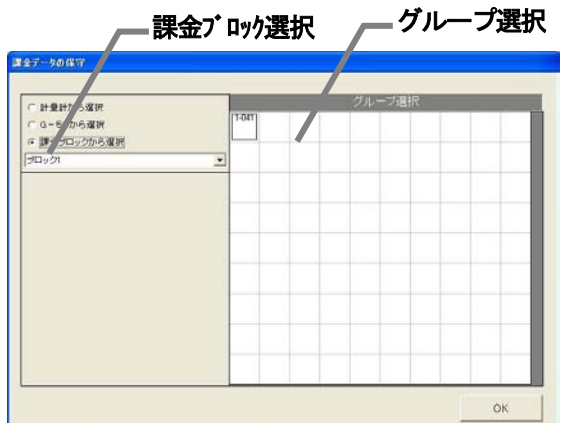 課金ブロック選択
グループ選択
課金データの保守
グループ選択
計量計から選択
から選択
課金ブロックから選択
ブロック1
1-041
OK